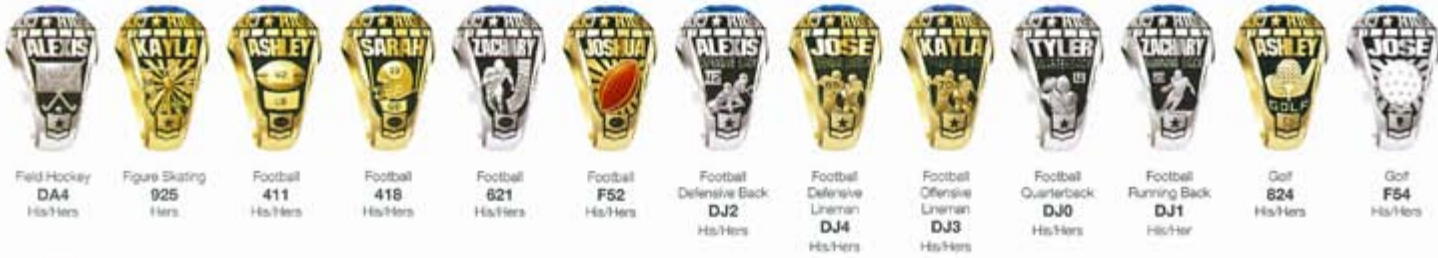 ALEXIS
Field Hockey
DA4
His/Hers
KAYLA
Figure Skating
925
Hers
ASHLEY
Football
411
His/Hers
SARAH
Football
418
His/Hers
ZACHARY
Football
621
His/Hers
JOSHUA
Football
F52
His/Hers
ALEXIS
Football
Defensive Back
DJ2
His/Hers
JOSE
Football
Defensive
Lineman
DJ4
His/Hers
KAYLA
Football
Offensive
Lineman
DJ3
His/Hers
TYLER
Football
Quarterback
DJ0
His/Hers
ZACHARY
Football
Running Back
DJ1
His/Her
ASHLEY
GOLF
Golf
824
His/Hers
JOSE
Golf
F54
His/Hers